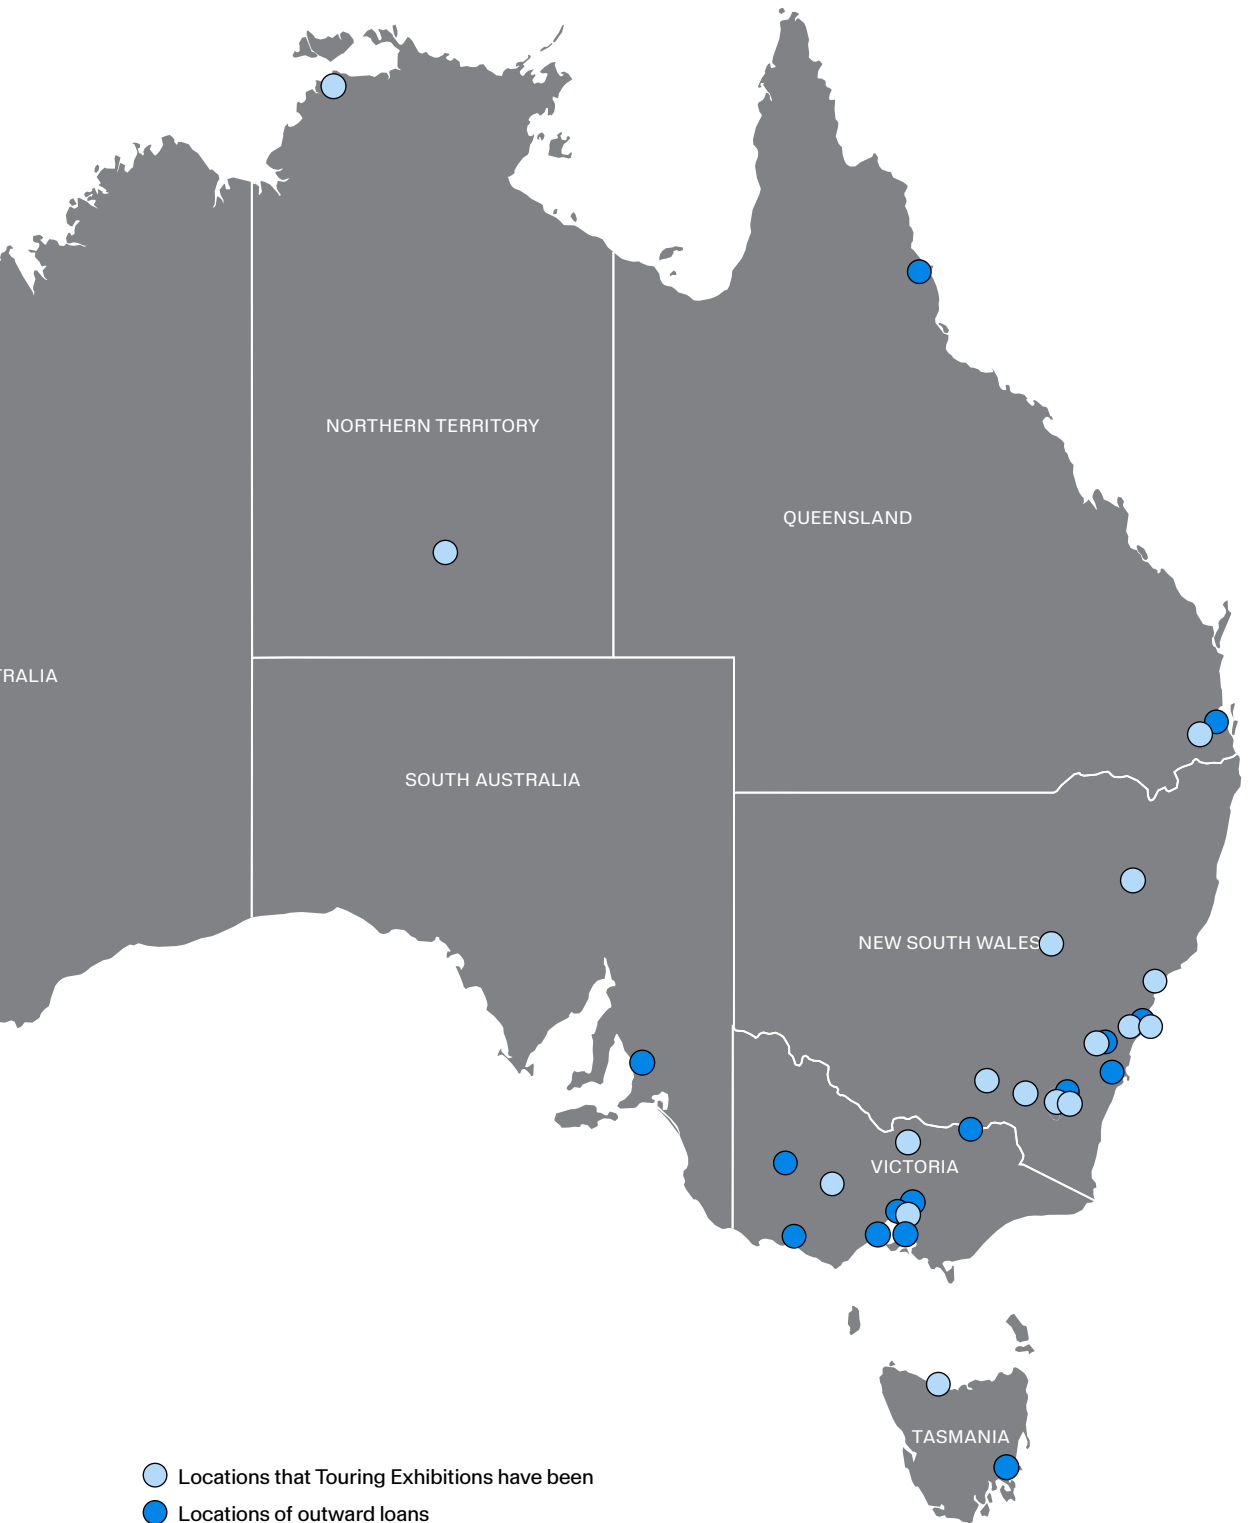 NORTHERN TERRITORY
QUEENSLAND
TRALIA
SOUTH AUSTRALIA
NEW SOUTH WALES
VICTORIA
TASMANIA
Locations that Touring Exhibitions have been
Locations of outward loans